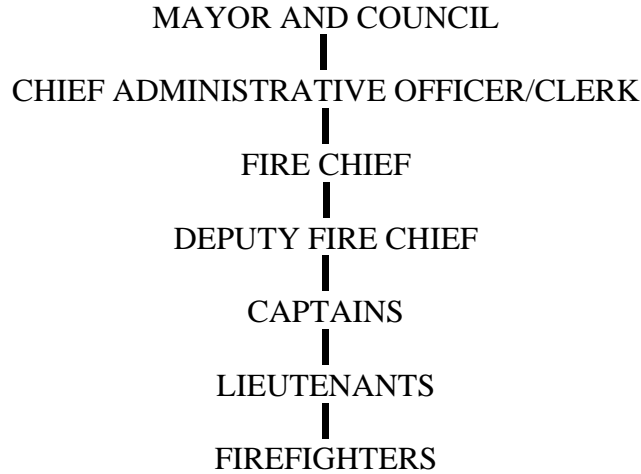 MAYOR AND COUNCIL
CHIEF ADMINISTRATIVE OFFICER/CLERK
FIRE CHIEF
DEPUTY FIRE CHIEF
CAPTAINS
LIEUTENANTS
FIREFIGHTERS